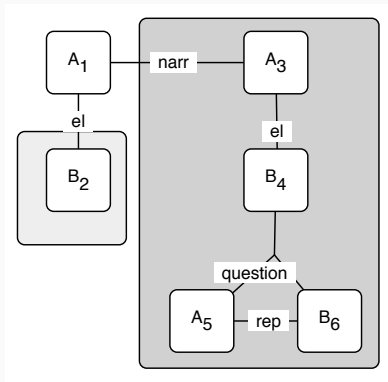 A1 narr A3
el
el
B2
B4
question
A5 rep B6